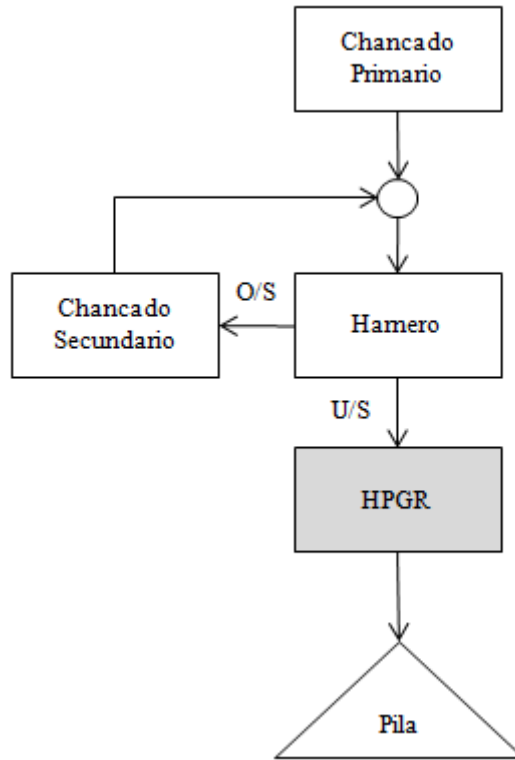 Chancado
Primario
O/S
Chancado
Secundario
Harnero
U/S
HPGR
Pila